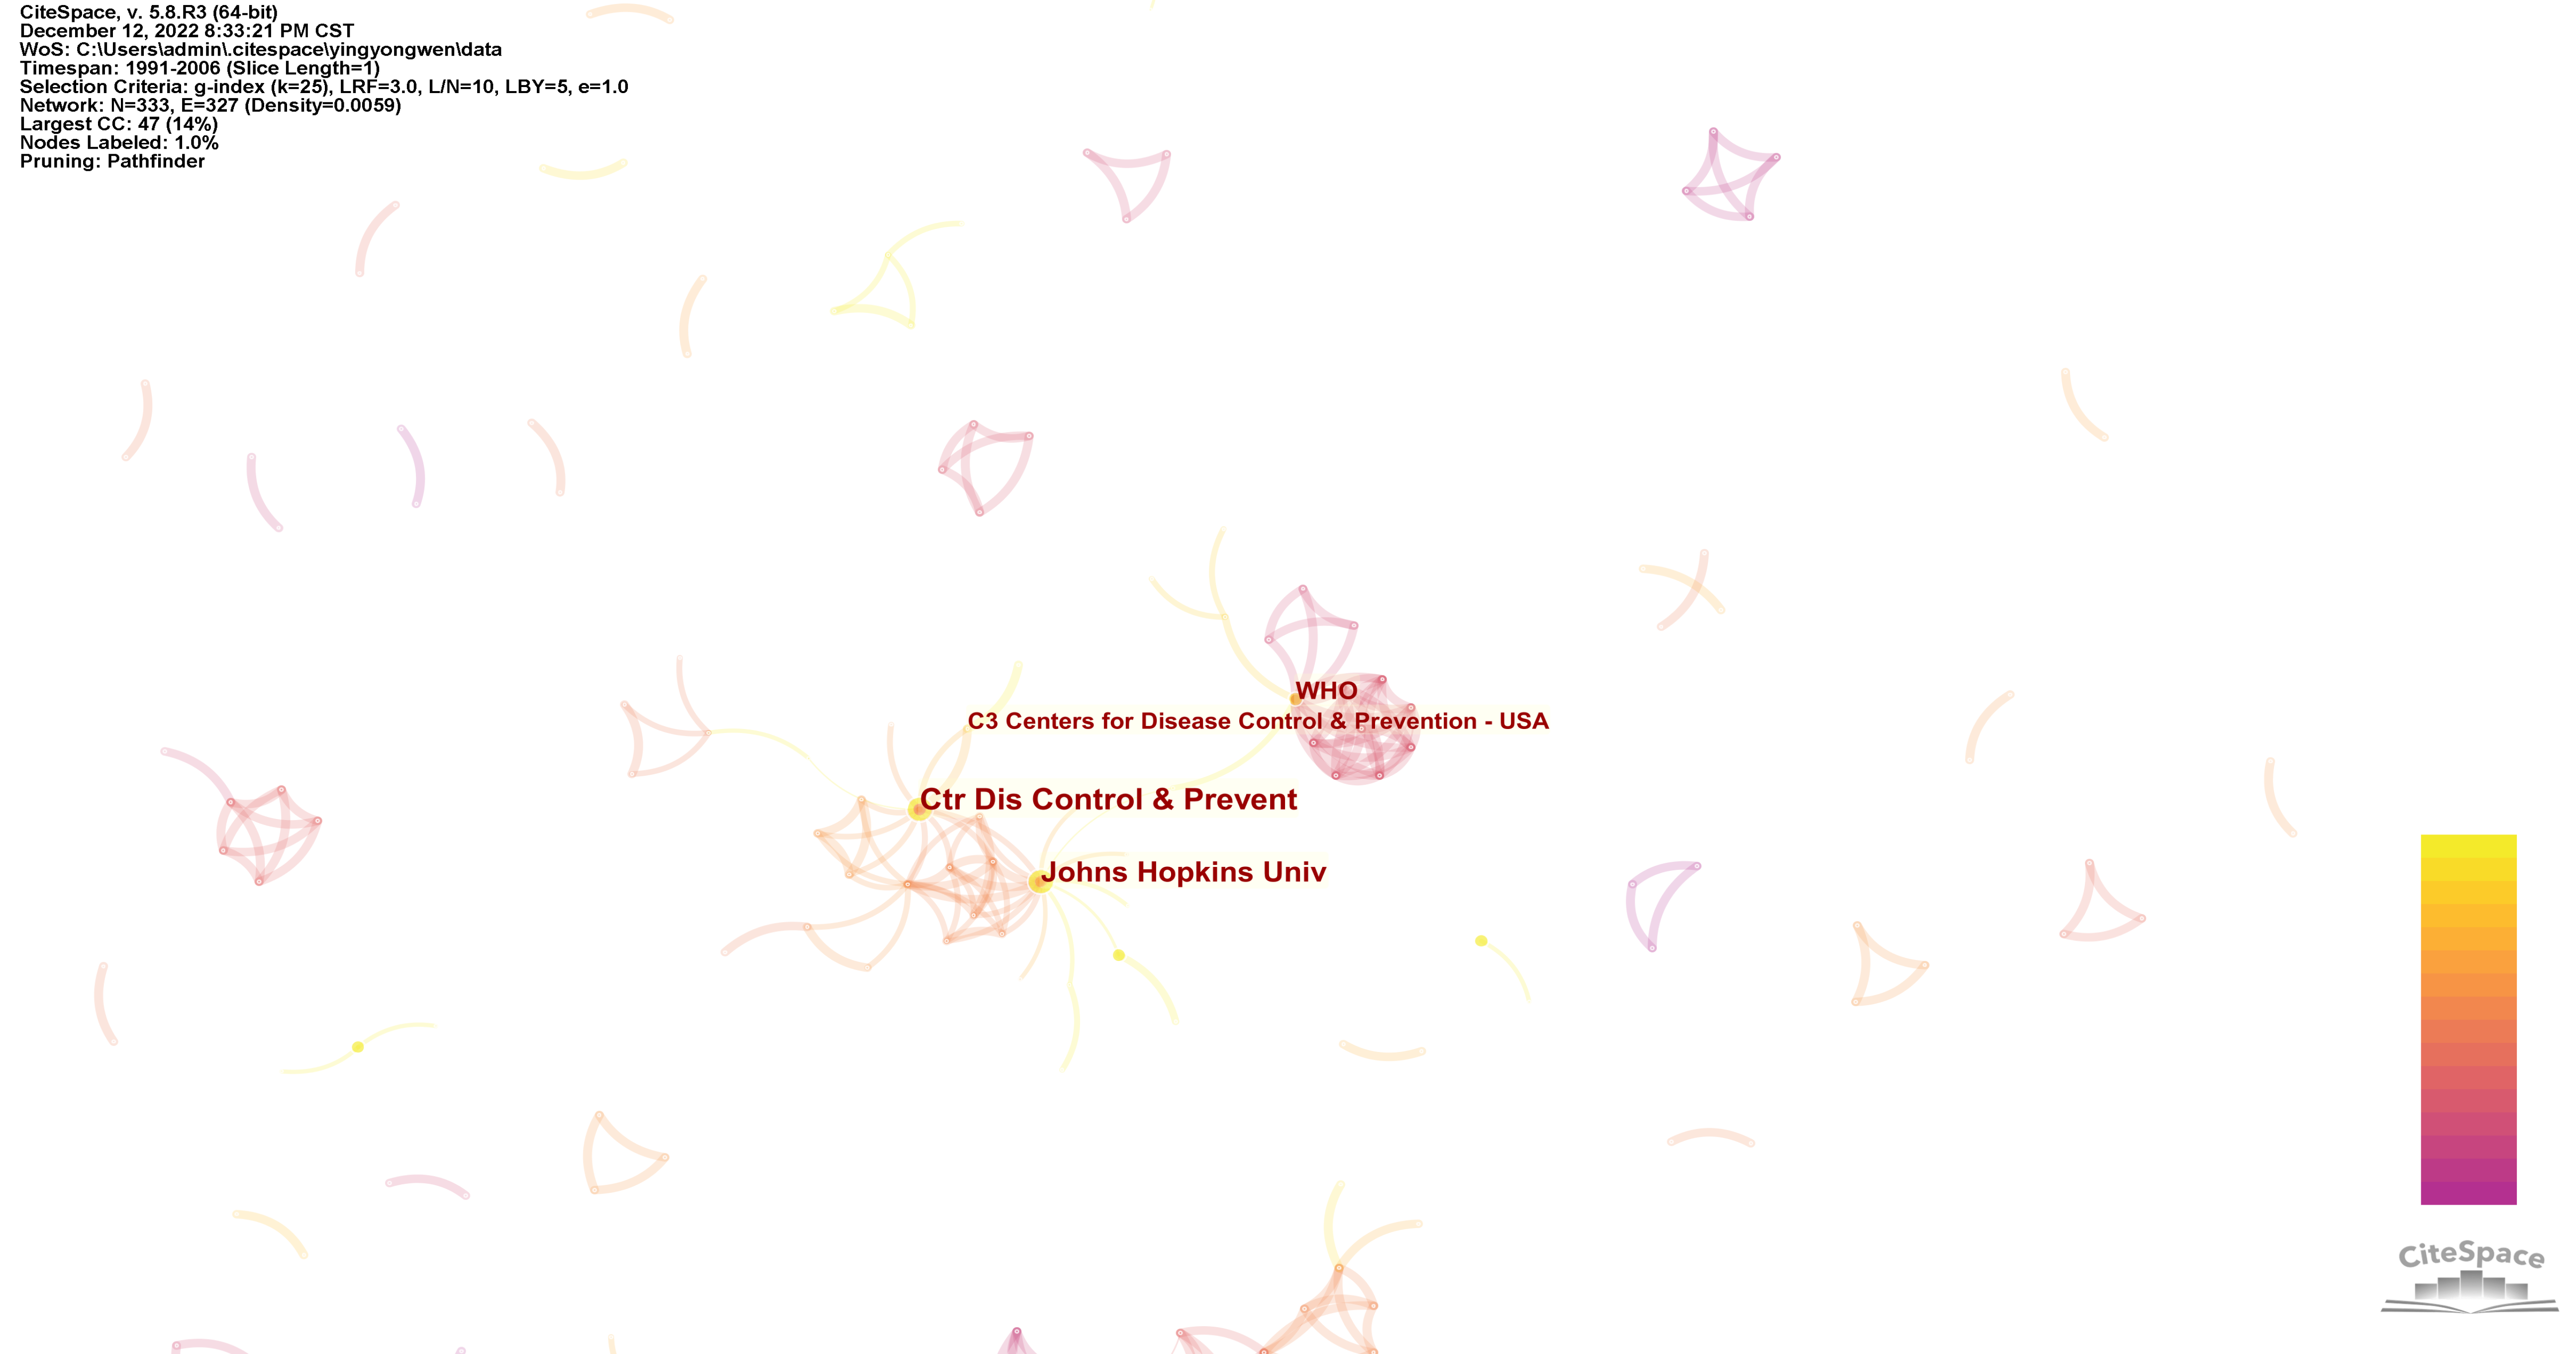 CiteSpace, v. 5.8.R3 (64-bit)
December 12, 2022 8:33:21 PM CST
WoS: C:\Users\admin\.citespace\yingyongwen\data
Timespan: 1991-2006 (Slice Length=1)
Selection Criteria: g-index (k=25), LRF=3.0, L/N=10, LBY=5, e=1.0
Network: N=333, E=327 (Density=0.0059)
Largest CC: 47 (14%)
Nodes Labeled: 1.0%
Pruning: Pathfinder
WHO
C3 Centers for Disease Control & Prevention - USA
Ctr Dis Control & Prevent
Johns Hopkins Univ
CiteSpace